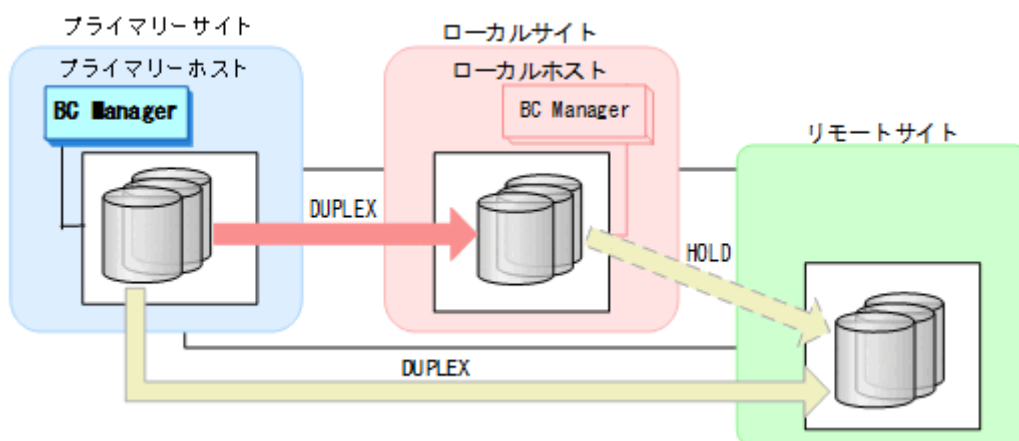 プライマリーサイト
プライマリーホスト
BC Manager
ローカルサイト
ローカルホスト
BC Manager
リモートサイト
DUPLEX
HOLD
DUPLEX